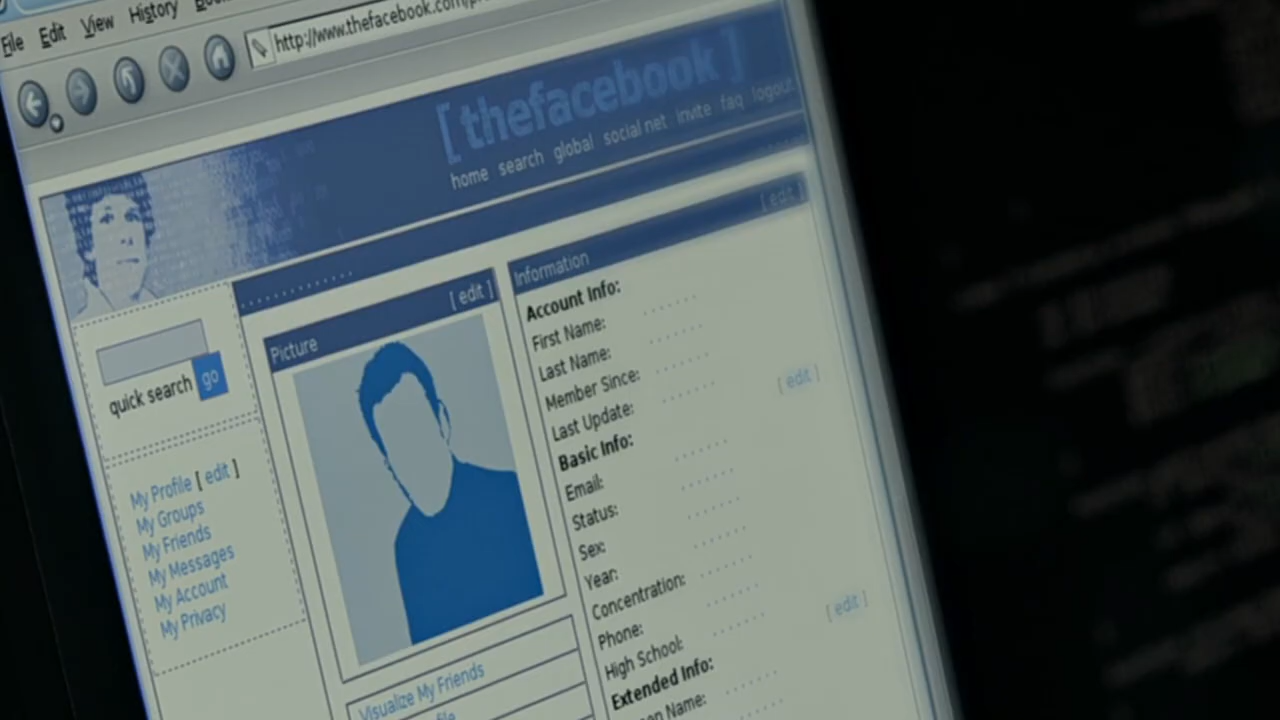 File Edit View History
http://www.thefacebook.com/
[ thefacebook ]
home search global social net invite faq logout
quick search go
My Profile [ edit ]
My Groups
My Friends
My Messages
My Account
My Privacy
Picture [ edit ]
Visualize My Friends
Information [ edit ]
Account Info:
First Name:
Last Name:
Member Since:
Last Update:
[ edit ]
Basic Info:
Email:
Status:
Sex:
Year:
Concentration:
Phone:
High School:
[ edit ]
Extended Info:
Name: